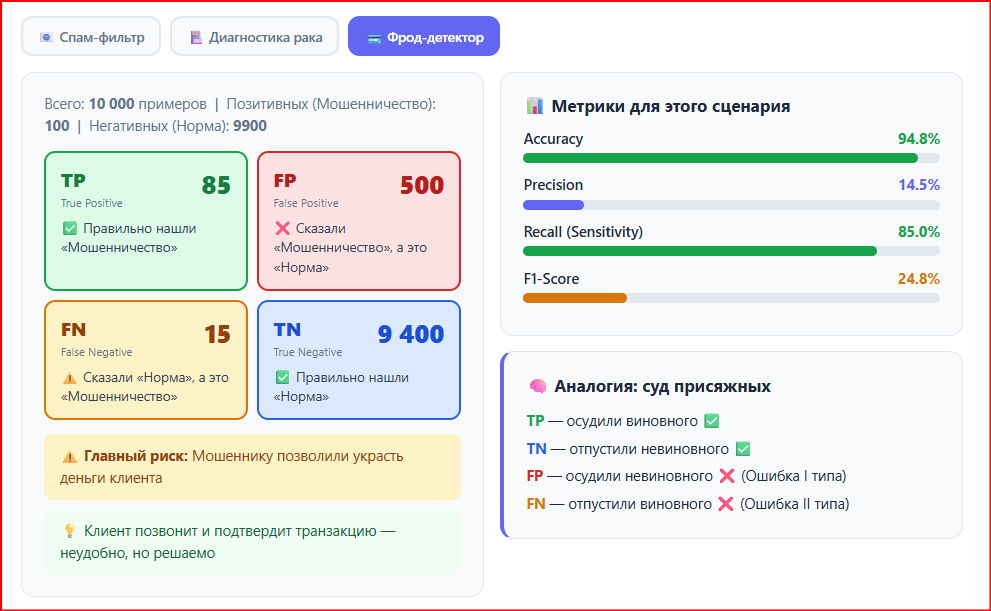 Спам-фильтр
Диагностика рака
Фрод-детектор
Всего: 10 000 примеров | Позитивных (Мошенничество):
100 | Негативных (Норма): 9900
TP 85
True Positive
✅ Правильно нашли
«Мошенничество»
FP 500
False Positive
❌ Сказали
«Мошенничество», а это
«Норма»
FN 15
False Negative
⚠️ Сказали «Норма», а это
«Мошенничество»
TN 9 400
True Negative
✅ Правильно нашли
«Норма»
⚠️ Главный риск: Мошеннику позволили украсть
деньги клиента
💡 Клиент позвонит и подтвердит транзакцию —
неудобно, но решаемо
📊 Метрики для этого сценария
Accuracy 94.8%
Precision 14.5%
Recall (Sensitivity) 85.0%
F1-Score 24.8%
🧠 Аналогия: суд присяжных
TP — осудили виновного ✅
TN — отпустили невиновного ✅
FP — осудили невиновного ❌ (Ошибка I типа)
FN — отпустили виновного ❌ (Ошибка II типа)